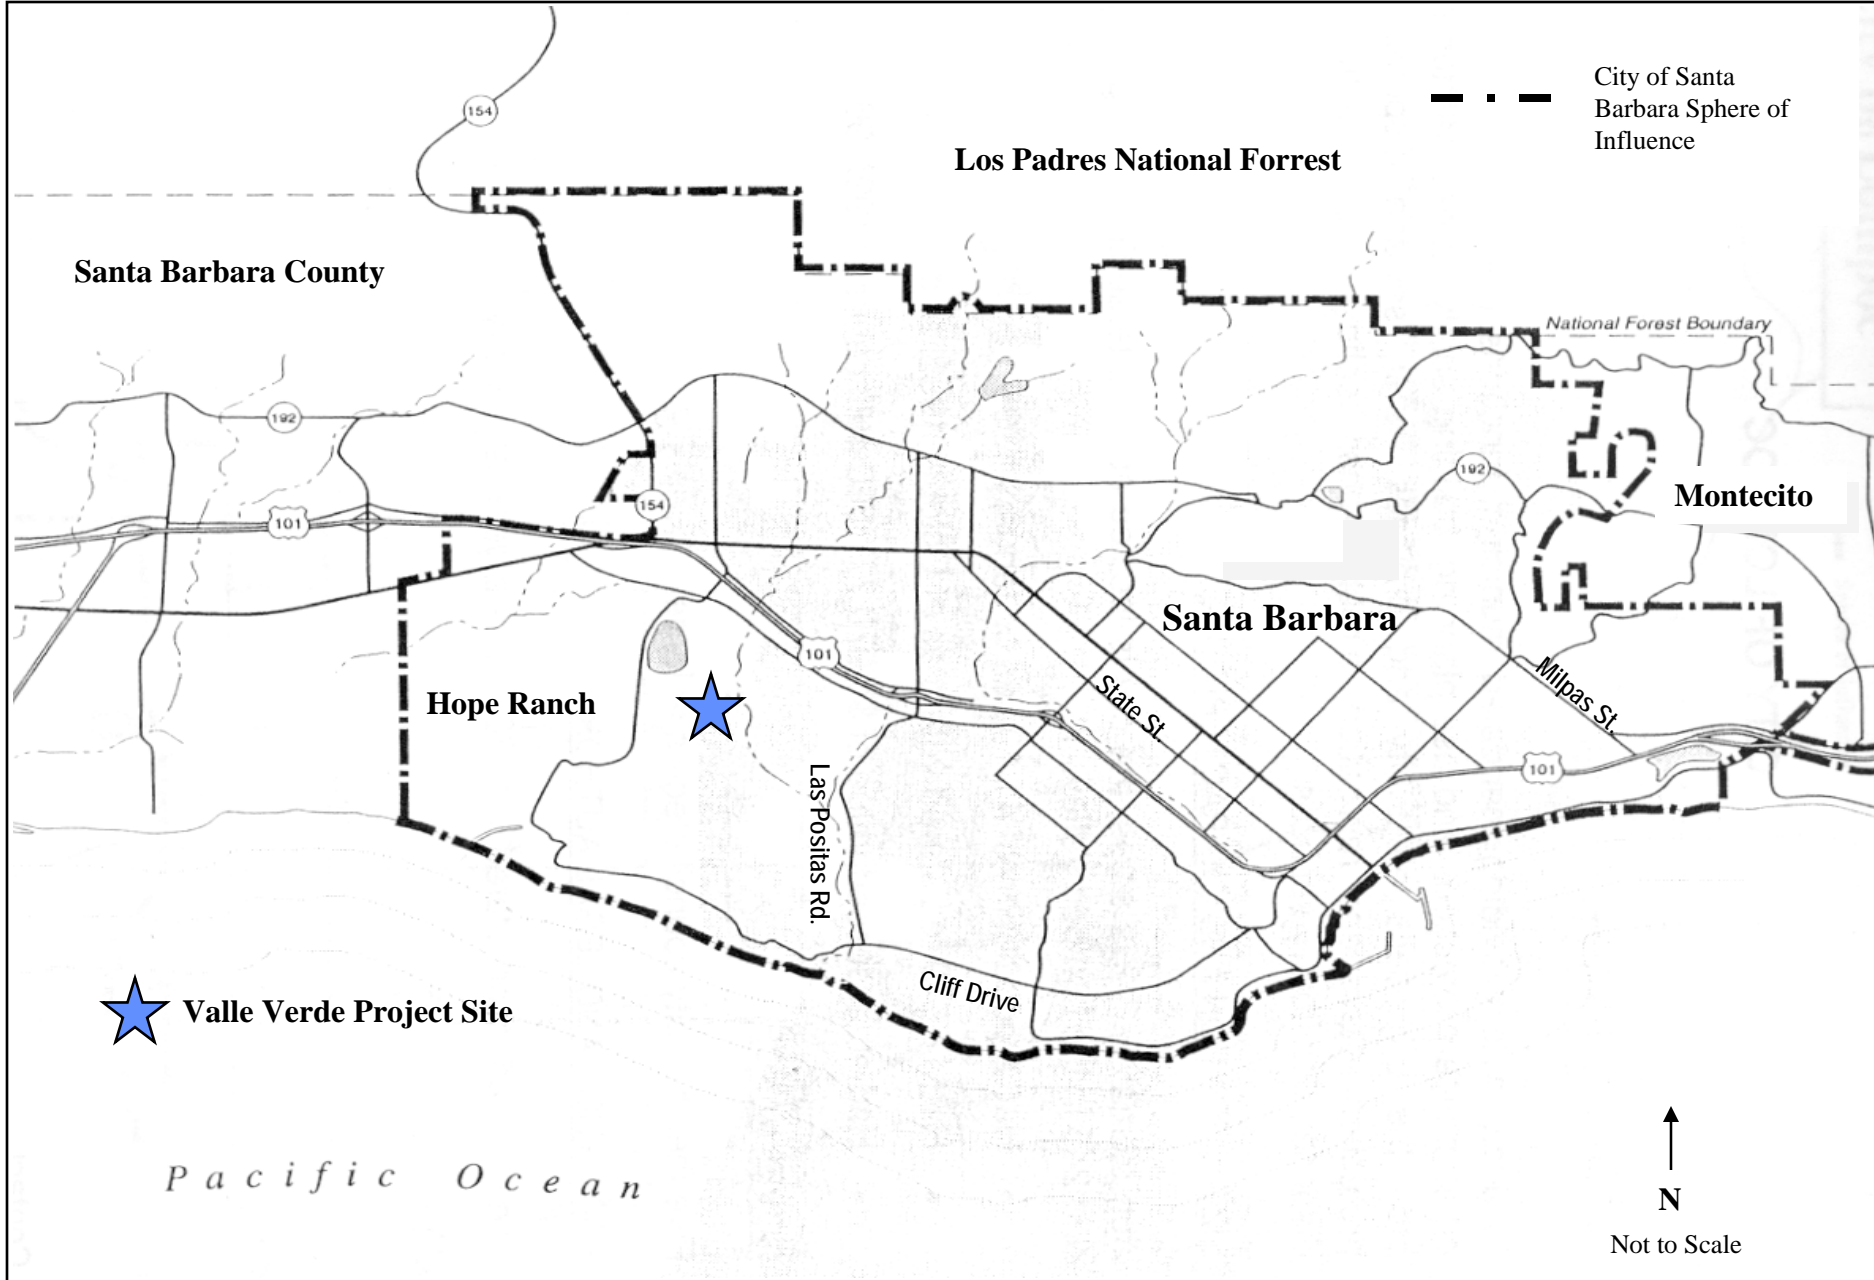 154
City of Santa
Barbara Sphere of
Influence
Los Padres National Forrest
Santa Barbara County
National Forest Boundary
192
192
154
Montecito
101
Santa Barbara
101
Hope Ranch
State St.
Milpas St.
101
Las Positas Rd.
Cliff Drive
Valle Verde Project Site
Pacific Ocean
N
Not to Scale